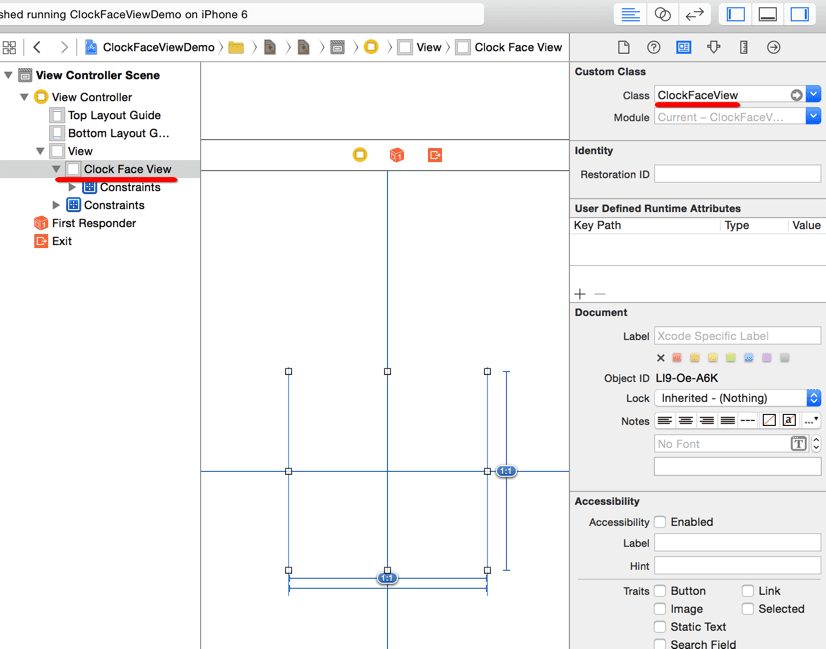 shed running ClockFaceViewDemo on iPhone 6
ClockFaceViewDemo View Clock Face View
View Controller Scene
View Controller
Top Layout Guide
Bottom Layout G...
View
Clock Face View
Constraints
Constraints
First Responder
Exit
1:1
1:1
Custom Class
Class ClockFaceView
Module Current – ClockFaceV...
Identity
Restoration ID
User Defined Runtime Attributes
Key Path Type Value
Document
Label Xcode Specific Label
Object ID LI9-Oe-A6K
Lock Inherited - (Nothing)
Notes
No Font
Accessibility
Accessibility Enabled
Label
Hint
Traits Button Link
Image Selected
Static Text
Search Field